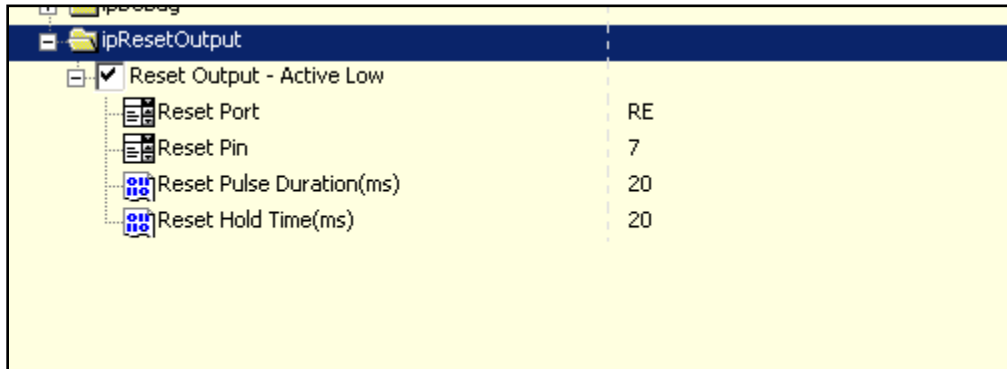 ipDebug
ipResetOutput
Reset Output - Active Low
Reset Port RE
Reset Pin 7
Reset Pulse Duration(ms) 20
Reset Hold Time(ms) 20